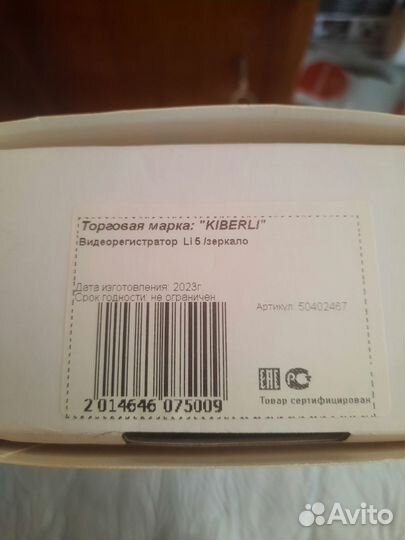 Торговая марка: "KIBERLI"
Видеорегистратор Li 5 /зеркало
Дата изготовления: 2023г.
Срок годности: не ограничен
Артикул: 50402467
2 014646 075009
EAC РС
Товар сертифицирован
Avito